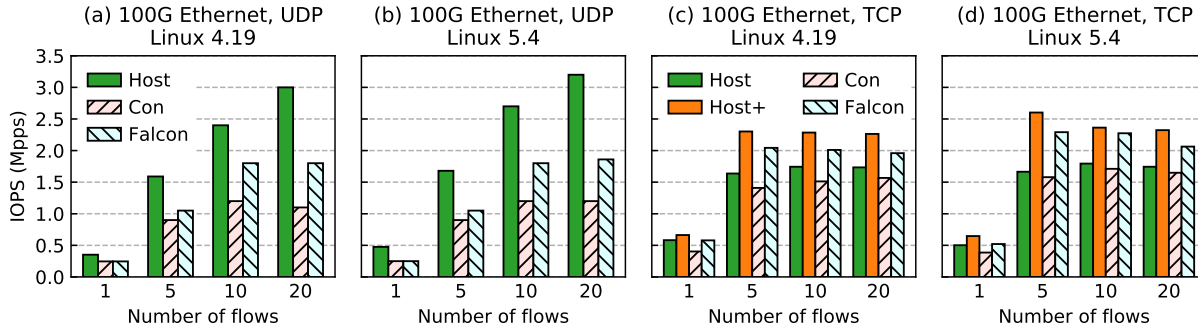 (a) 100G Ethernet, UDP
Linux 4.19
(b) 100G Ethernet, UDP
Linux 5.4
(c) 100G Ethernet, TCP
Linux 4.19
(d) 100G Ethernet, TCP
Linux 5.4
IOPS (Mpps)
3.5
3.0
2.5
2.0
1.5
1.0
0.5
0.0
Host
Con
Falcon
Host
Host+
Con
Falcon
1 5 10 20
1 5 10 20
1 5 10 20
1 5 10 20
Number of flows
Number of flows
Number of flows
Number of flows